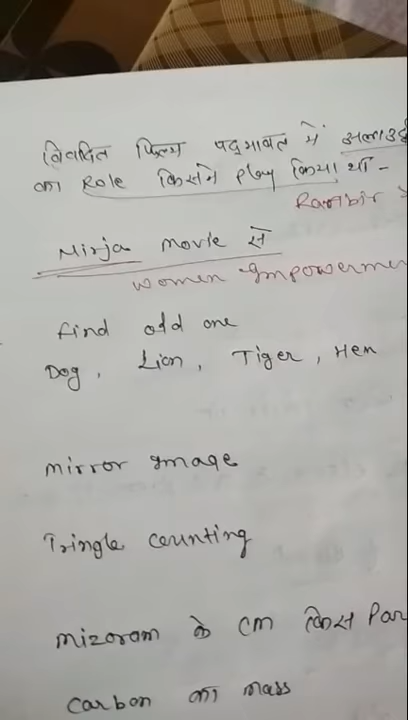 विवादित फिल्म पद्मावत में अलाउद्
का Role किसने Play किया था -
Ranbir
Mirja movie से
women Empowermen
find odd one
Dog, Lion, Tiger, Hen
mirror Image
Tringle counting
mizoram के CM किस Par
Carbon का mass